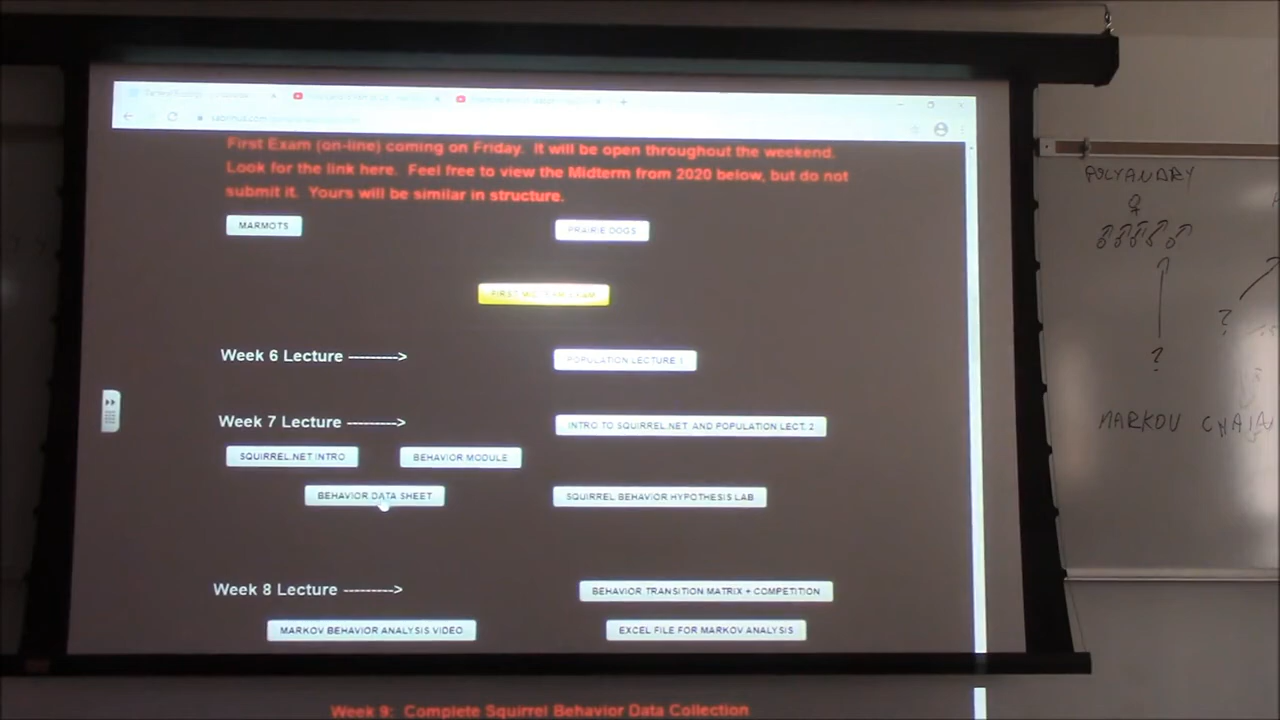 First Exam (on-line) coming on Friday. It will be open throughout the weekend.
Look for the link here. Feel free to view the Midterm from 2020 below, but do not
submit it. Yours will be similar in structure.
MARMOTS
PRAIRIE DOGS
FIRST MIDTERM EXAM
Week 6 Lecture -------->
POPULATION LECTURE 1
Week 7 Lecture -------->
INTRO TO SQUIRREL.NET AND POPULATION LECT. 2
SQUIRREL.NET INTRO
BEHAVIOR MODULE
BEHAVIOR DATA SHEET
SQUIRREL BEHAVIOR HYPOTHESIS LAB
Week 8 Lecture -------->
BEHAVIOR TRANSITION MATRIX + COMPETITION
MARKOV BEHAVIOR ANALYSIS VIDEO
EXCEL FILE FOR MARKOV ANALYSIS
Week 9: Complete Squirrel Behavior Data Collection
POLYANDRY
♀
?
?
MARKOV CHAIN